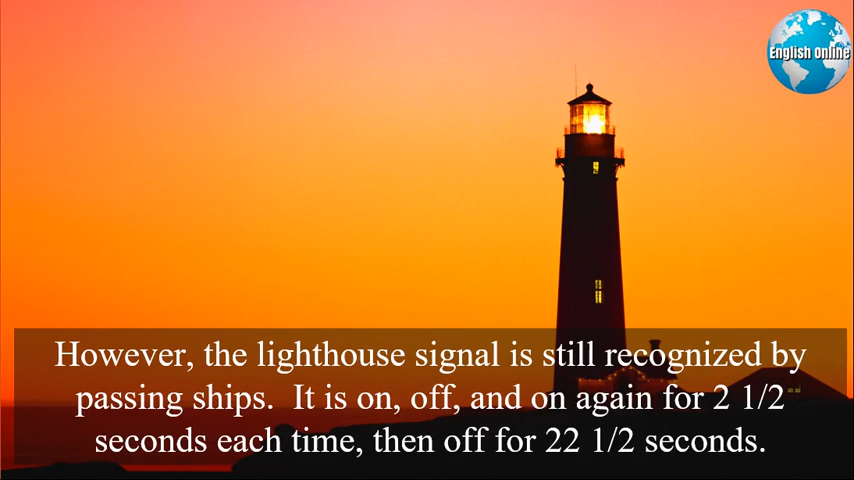 English online
However, the lighthouse signal is still recognized by
passing ships.  It is on, off, and on again for 2 1/2
seconds each time, then off for 22 1/2 seconds.